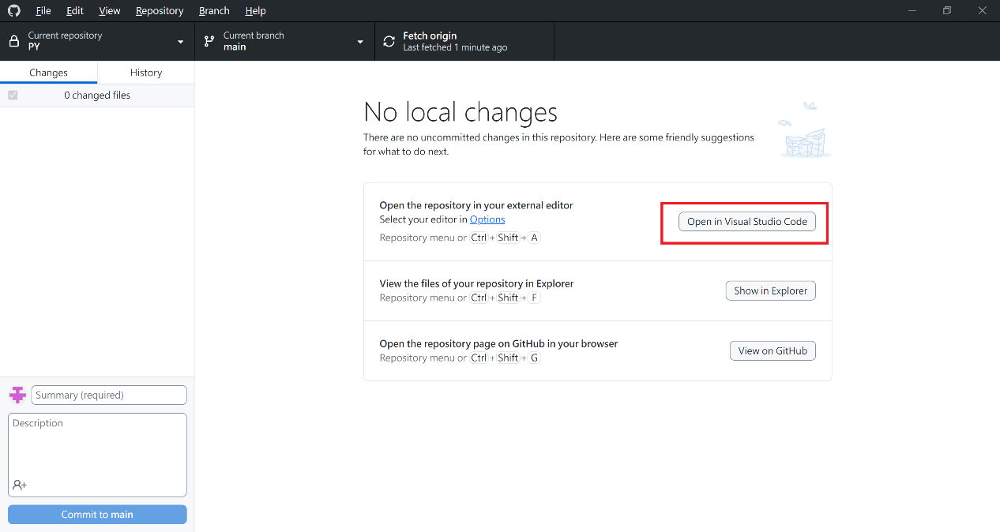 File Edit View Repository Branch Help
Current repository
PY
Current branch
main
Fetch origin
Last fetched 1 minute ago
Changes History
0 changed files
No local changes
There are no uncommitted changes in this repository. Here are some friendly suggestions
for what to do next.
Open the repository in your external editor
Select your editor in Options
Repository menu or Ctrl + Shift + A
Open in Visual Studio Code
View the files of your repository in Explorer
Repository menu or Ctrl + Shift + F
Show in Explorer
Open the repository page on GitHub in your browser
Repository menu or Ctrl + Shift + G
View on GitHub
Summary (required)
Description
Commit to main